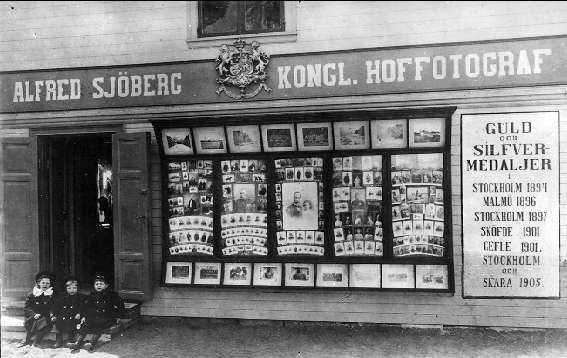 ALFRED SJÖBERG KONGL. HOFFOTOGRAF
GULD
OCH
SILFVER-
MEDALJER
I
STOCKHOLM 1894
MALMÖ 1896
STOCKHOLM 1897
SKÖFDE 1901
GEFLE 1901.
STOCKHOLM
OCH
SKARA 1905.